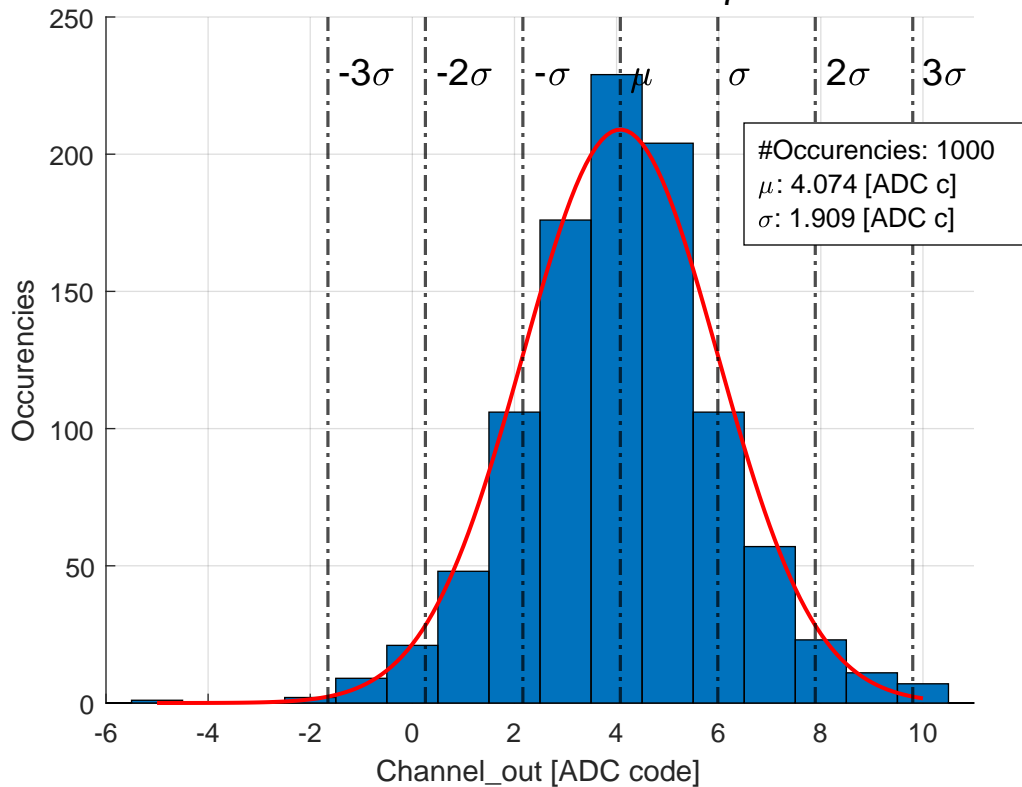 250
200
150
100
50
0
-3σ -2σ -σ μ σ 2σ 3σ
#Occurencies: 1000
μ: 4.074 [ADC c]
σ: 1.909 [ADC c]
Occurencies
-6 -4 -2 0 2 4 6 8 10
Channel_out [ADC code]